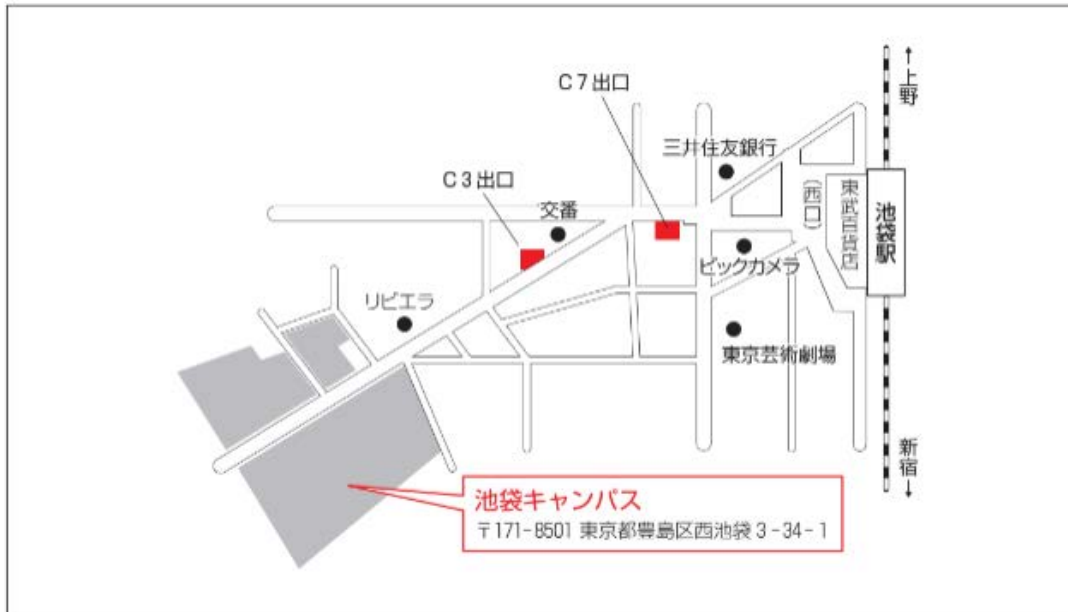 ↑上野
C7出口
三井住友銀行
C3出口
交番
(西口)
東武百貨店
池袋駅
ビックカメラ
リビエラ
東京芸術劇場
新宿↓
池袋キャンパス
〒171-8501 東京都豊島区西池袋3-34-1